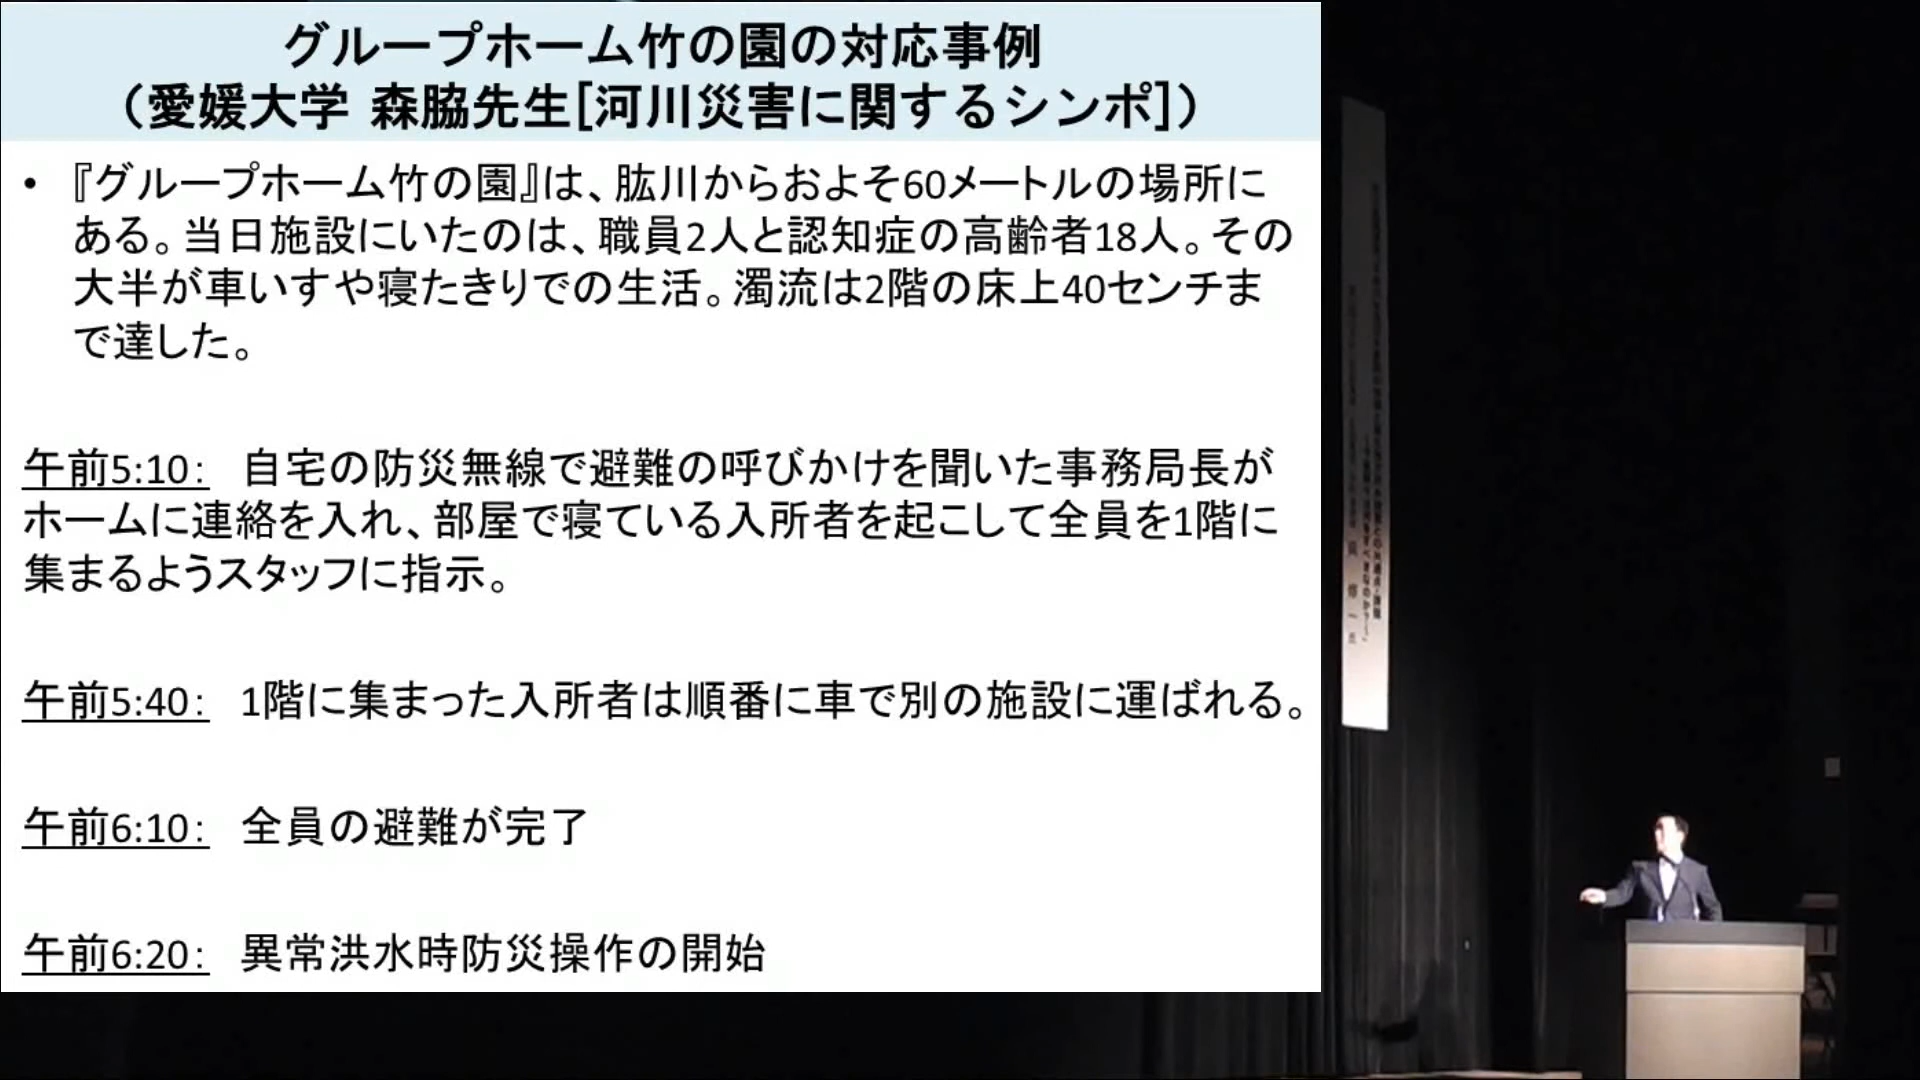 グループホーム竹の園の対応事例
（愛媛大学 森脇先生[河川災害に関するシンポ]）
• 『グループホーム竹の園』は、肱川からおよそ60メートルの場所に
ある。当日施設にいたのは、職員2人と認知症の高齢者18人。その
大半が車いすや寝たきりでの生活。濁流は2階の床上40センチま
で達した。
午前5:10： 自宅の防災無線で避難の呼びかけを聞いた事務局長が
ホームに連絡を入れ、部屋で寝ている入所者を起こして全員を1階に
集まるようスタッフに指示。
午前5:40： 1階に集まった入所者は順番に車で別の施設に運ばれる。
午前6:10： 全員の避難が完了
午前6:20： 異常洪水時防災操作の開始